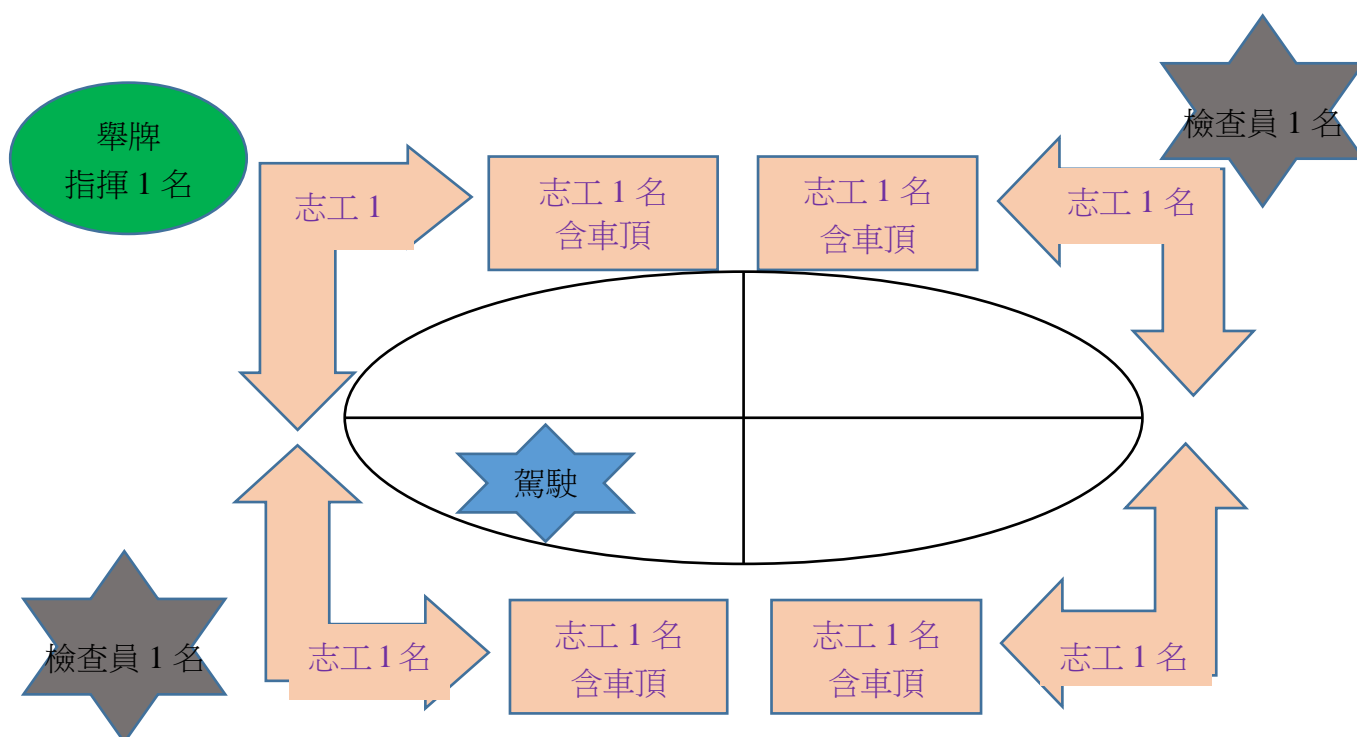 舉牌
指揮 1 名
檢查員 1 名
志工 1
志工 1 名
含車頂
志工 1 名
含車頂
志工 1 名
駕駛
檢查員 1 名
志工 1 名
志工 1 名
含車頂
志工 1 名
含車頂
志工 1 名